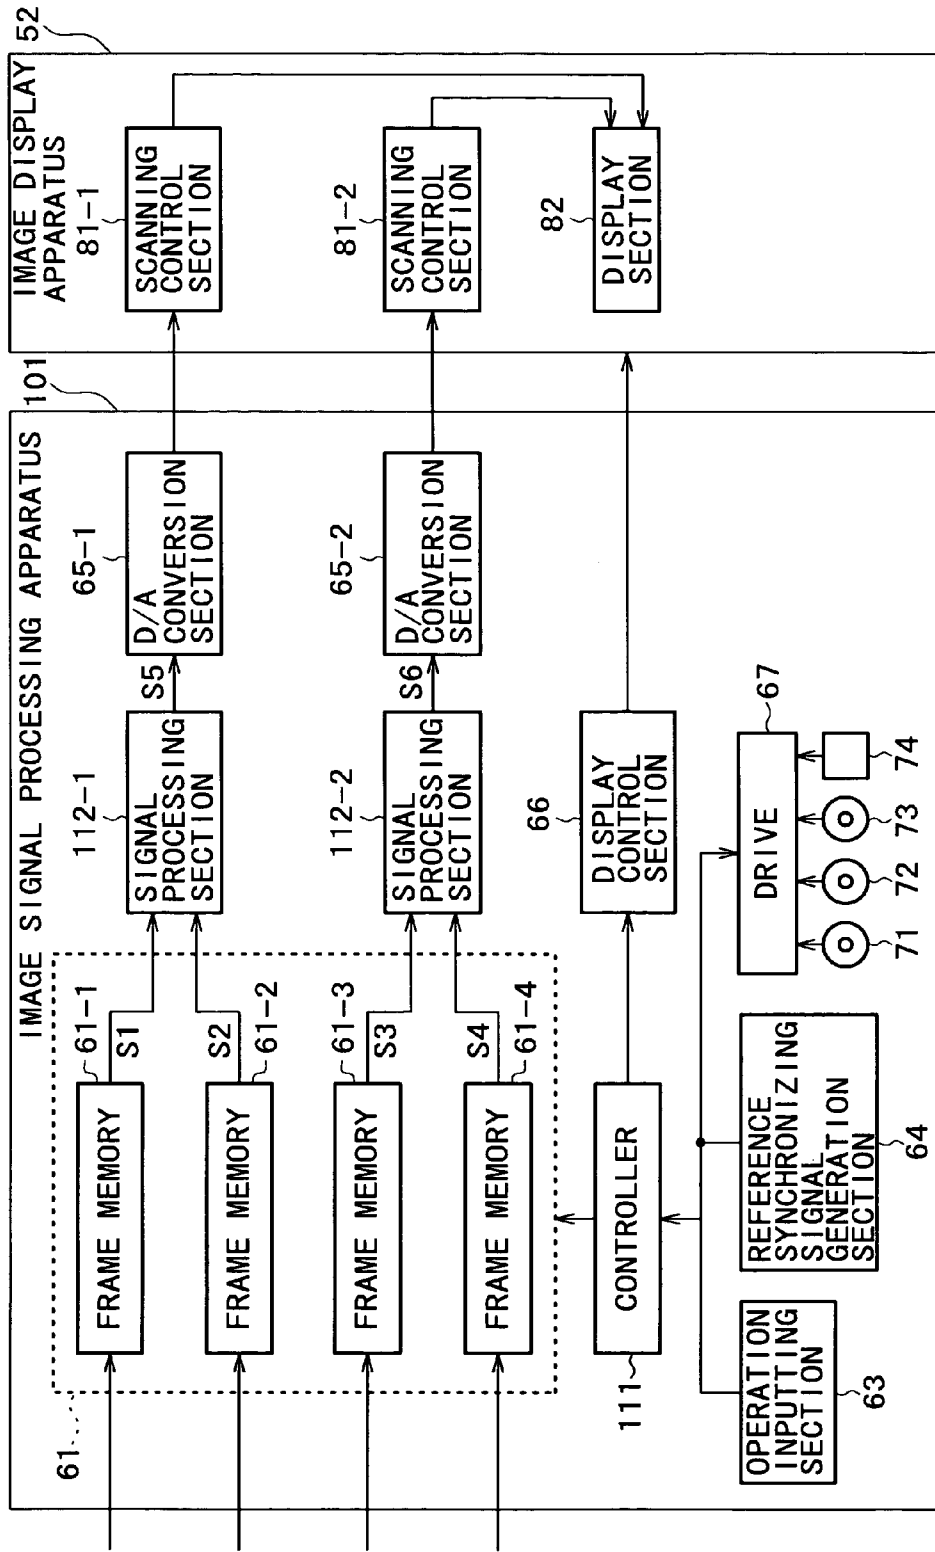 IMAGE SIGNAL PROCESSING APPARATUS
101
IMAGE DISPLAY
APPARATUS
52
61
61-1
FRAME MEMORY
S1
61-2
FRAME MEMORY
S2
61-3
FRAME MEMORY
S3
61-4
FRAME MEMORY
S4
112-1
SIGNAL
PROCESSING
SECTION
S5
65-1
D/A
CONVERSION
SECTION
81-1
SCANNING
CONTROL
SECTION
112-2
SIGNAL
PROCESSING
SECTION
S6
65-2
D/A
CONVERSION
SECTION
81-2
SCANNING
CONTROL
SECTION
82
DISPLAY
SECTION
111
CONTROLLER
66
DISPLAY
CONTROL
SECTION
OPERATION
INPUTTING
SECTION
63
REFERENCE
SYNCHRONIZING
SIGNAL
GENERATION
SECTION
64
67
DRIVE
71
72
73
74